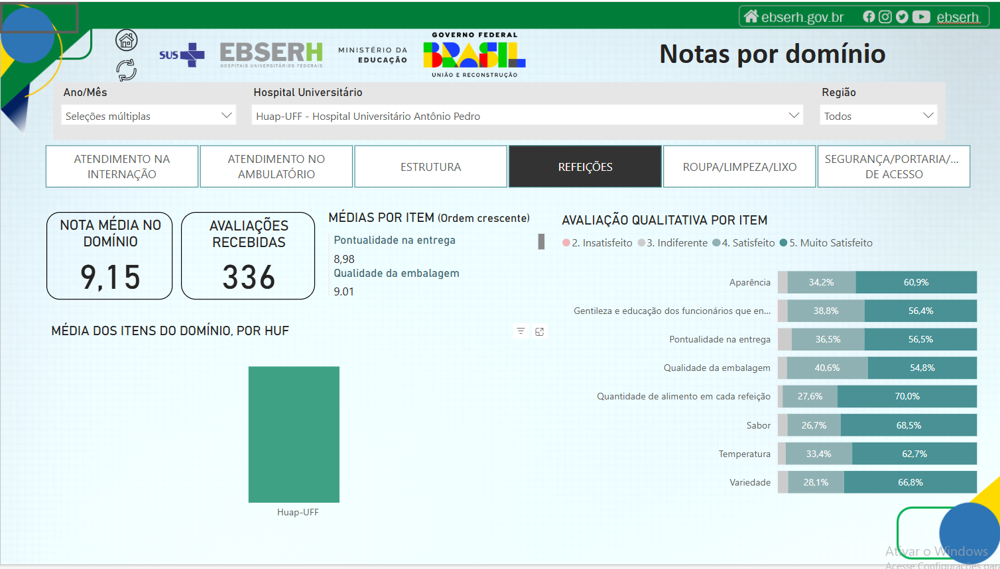 ebserh.gov.br
ebserh
SUS
EBSERH
HOSPITAIS UNIVERSITÁRIOS FEDERAIS
MINISTÉRIO DA
EDUCAÇÃO
GOVERNO FEDERAL
BRASIL
UNIÃO E RECONSTRUÇÃO
Notas por domínio
Ano/Mês
Hospital Universitário
Região
Seleções múltiplas
Huap-UFF - Hospital Universitário Antônio Pedro
Todos
ATENDIMENTO NA
INTERNAÇÃO
ATENDIMENTO NO
AMBULATÓRIO
ESTRUTURA
REFEIÇÕES
ROUPA/LIMPEZA/LIXO
SEGURANÇA/PORTARIA/...
DE ACESSO
NOTA MÉDIA NO
DOMÍNIO
9,15
AVALIAÇÕES
RECEBIDAS
336
MÉDIAS POR ITEM (Ordem crescente)
Pontualidade na entrega
8,98
Qualidade da embalagem
9,01
AVALIAÇÃO QUALITATIVA POR ITEM
2. Insatisfeito 3. Indiferente 4. Satisfeito 5. Muito Satisfeito
Aparência 34,2% 60,9%
Gentileza e educação dos funcionários que en... 38,8% 56,4%
Pontualidade na entrega 36,5% 56,5%
Qualidade da embalagem 40,6% 54,8%
Quantidade de alimento em cada refeição 27,6% 70,0%
Sabor 26,7% 68,5%
Temperatura 33,4% 62,7%
Variedade 28,1% 66,8%
MÉDIA DOS ITENS DO DOMÍNIO, POR HUF
Huap-UFF
Ativar o Windows
Acesse Configurações par